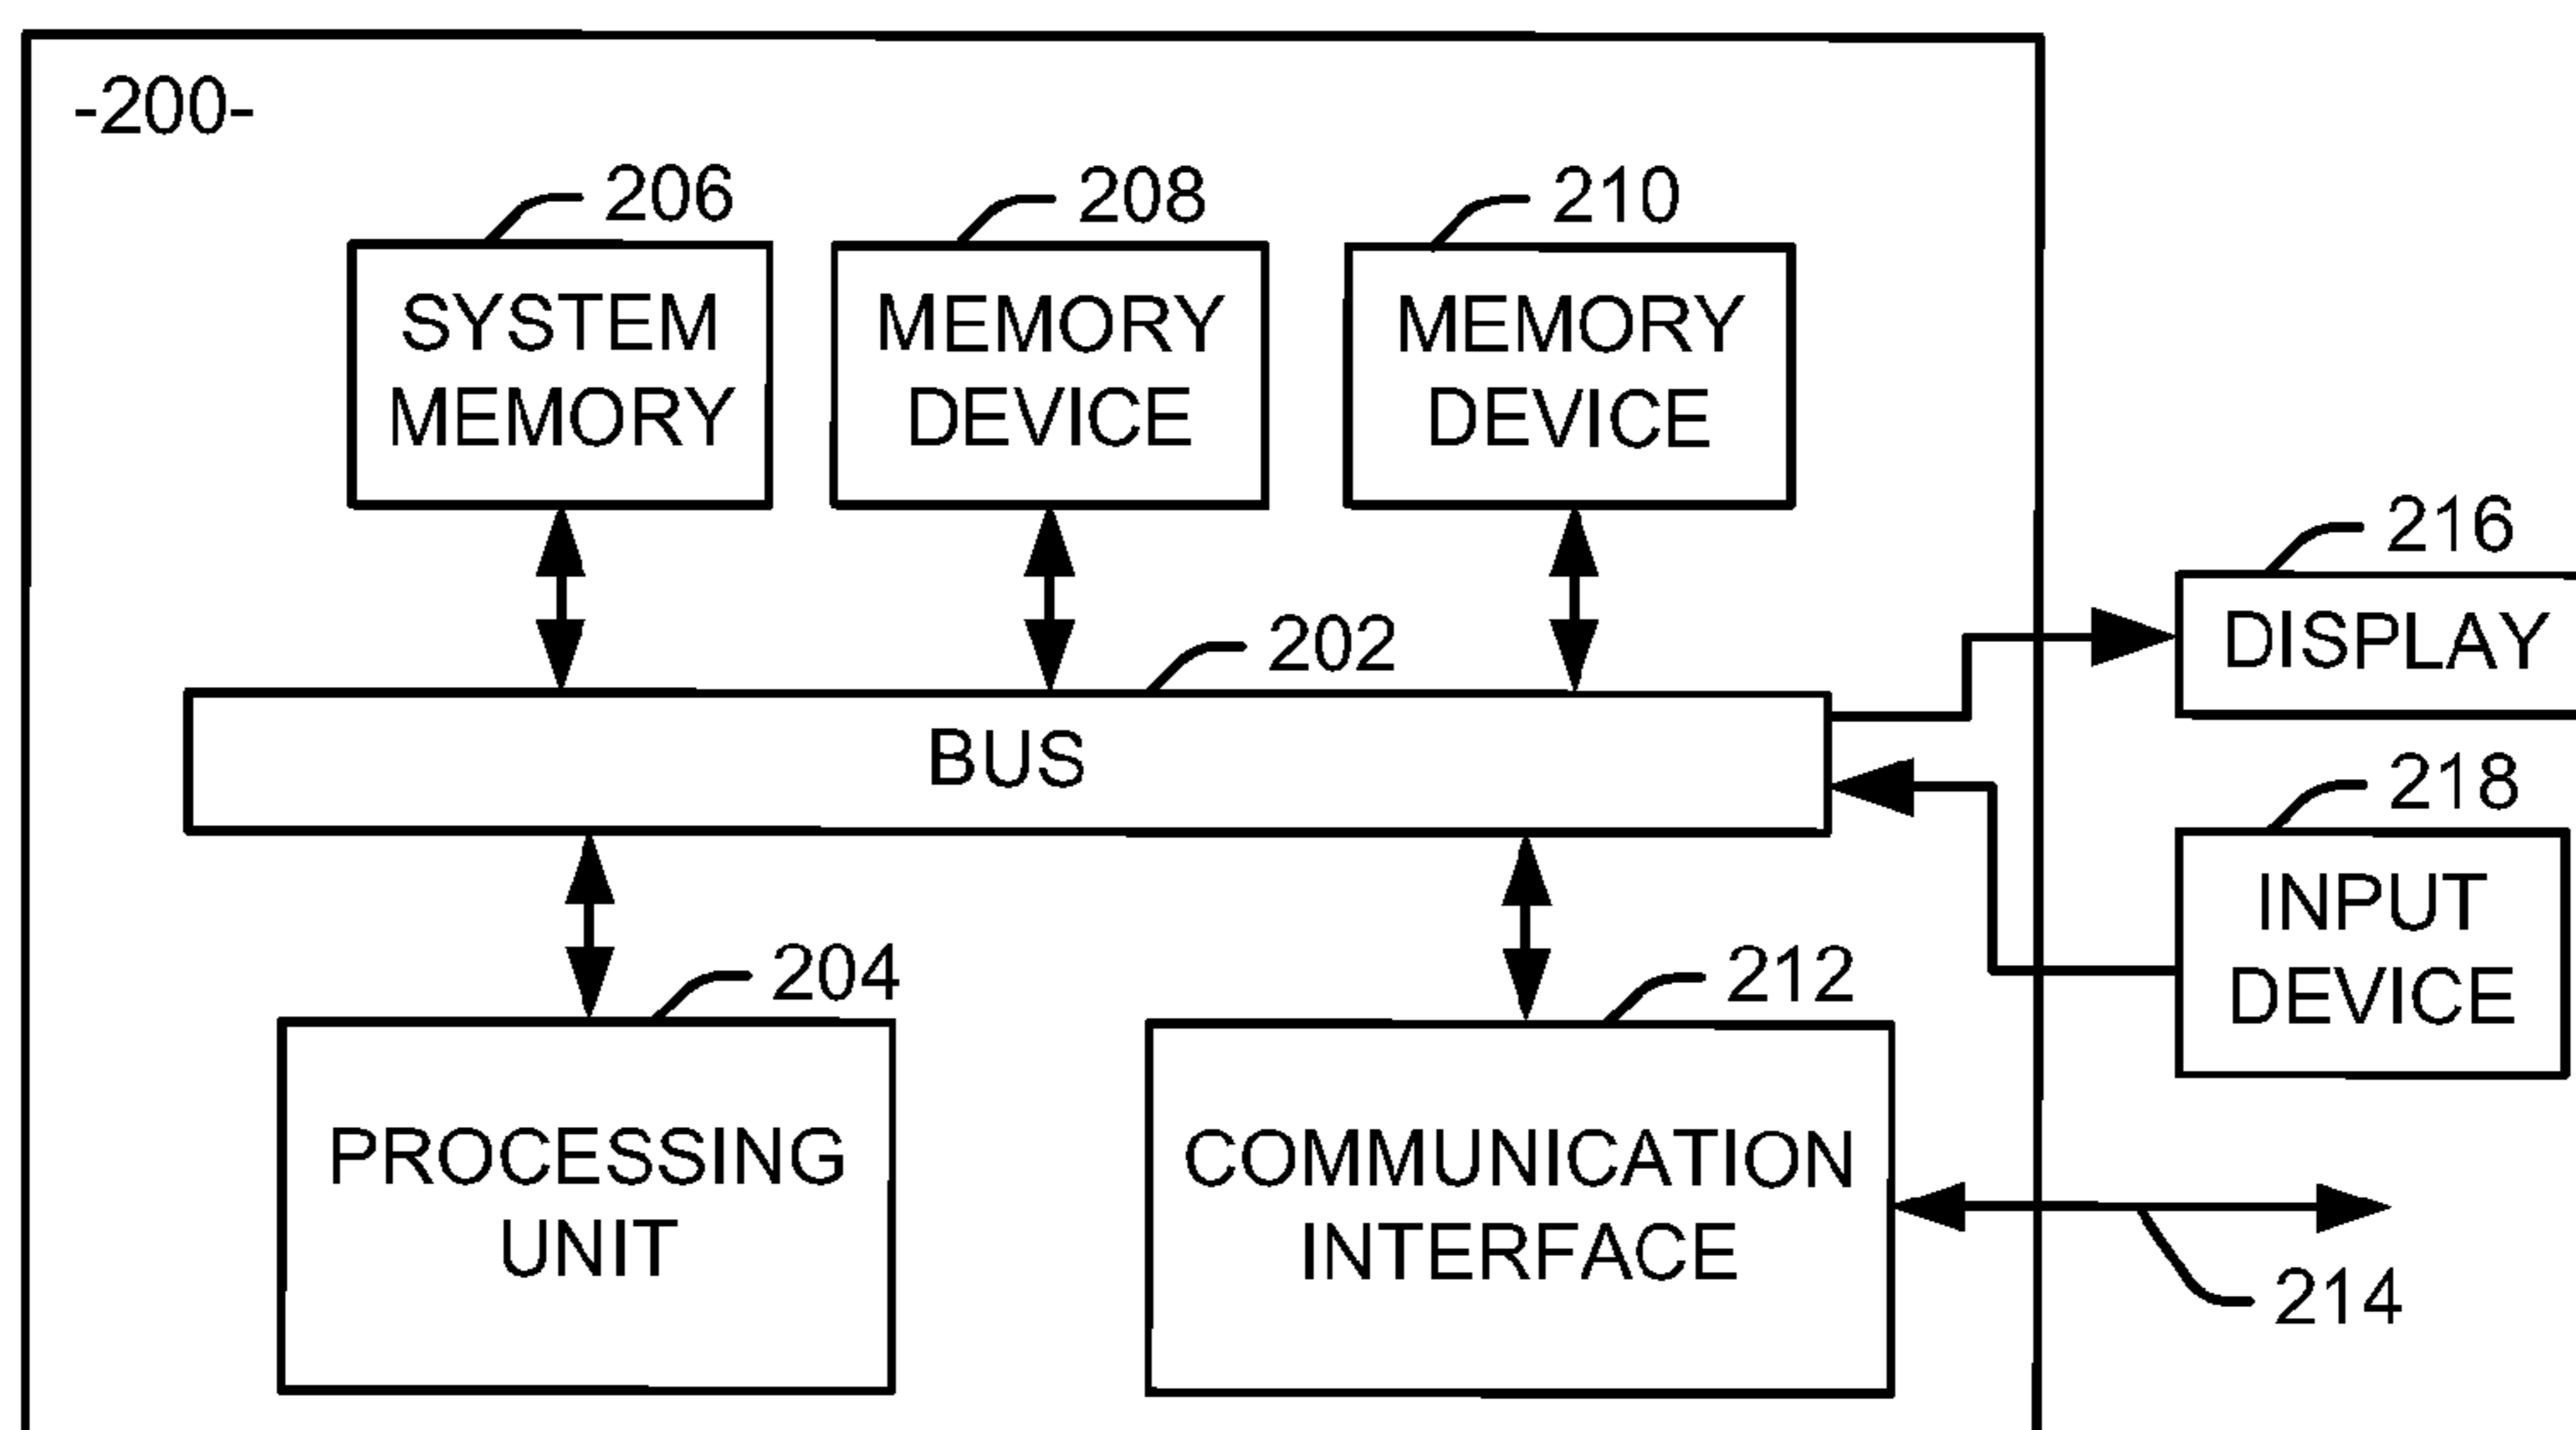 -200-
206
208
210
SYSTEM
MEMORY
MEMORY
DEVICE
MEMORY
DEVICE
216
DISPLAY
202
BUS
218
INPUT
DEVICE
204
212
PROCESSING
UNIT
COMMUNICATION
INTERFACE
214